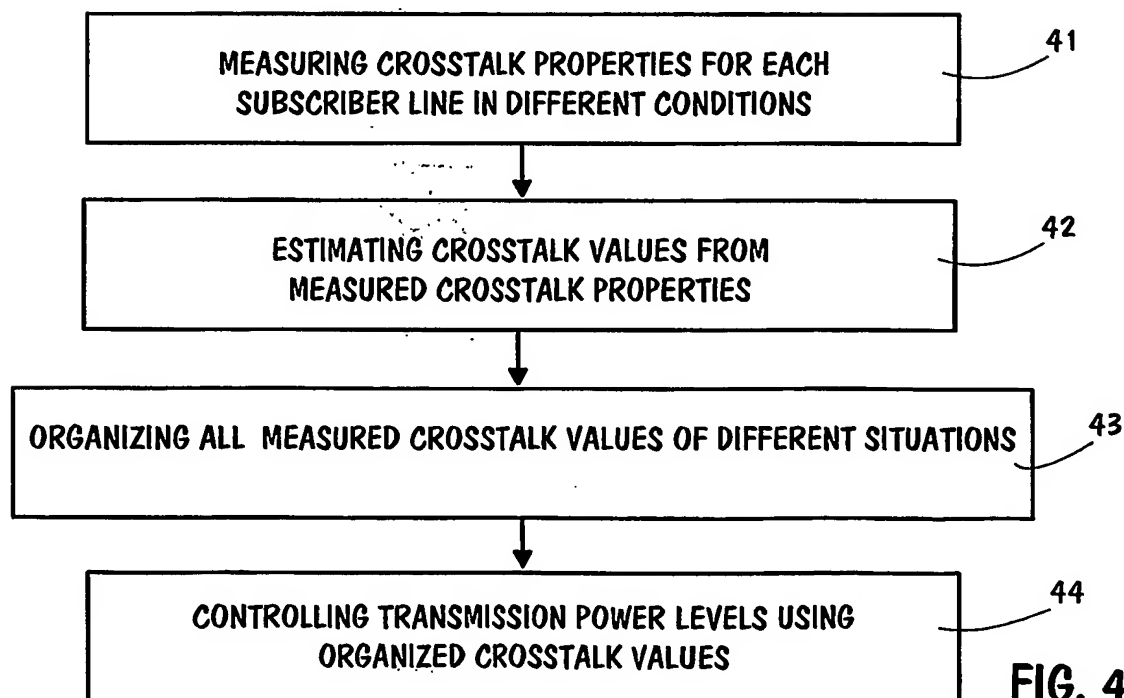 MEASURING CROSSTALK PROPERTIES FOR EACH
SUBSCRIBER LINE IN DIFFERENT CONDITIONS
41
ESTIMATING CROSSTALK VALUES FROM
MEASURED CROSSTALK PROPERTIES
42
ORGANIZING ALL MEASURED CROSSTALK VALUES OF DIFFERENT SITUATIONS
43
CONTROLLING TRANSMISSION POWER LEVELS USING
ORGANIZED CROSSTALK VALUES
44
FIG. 4